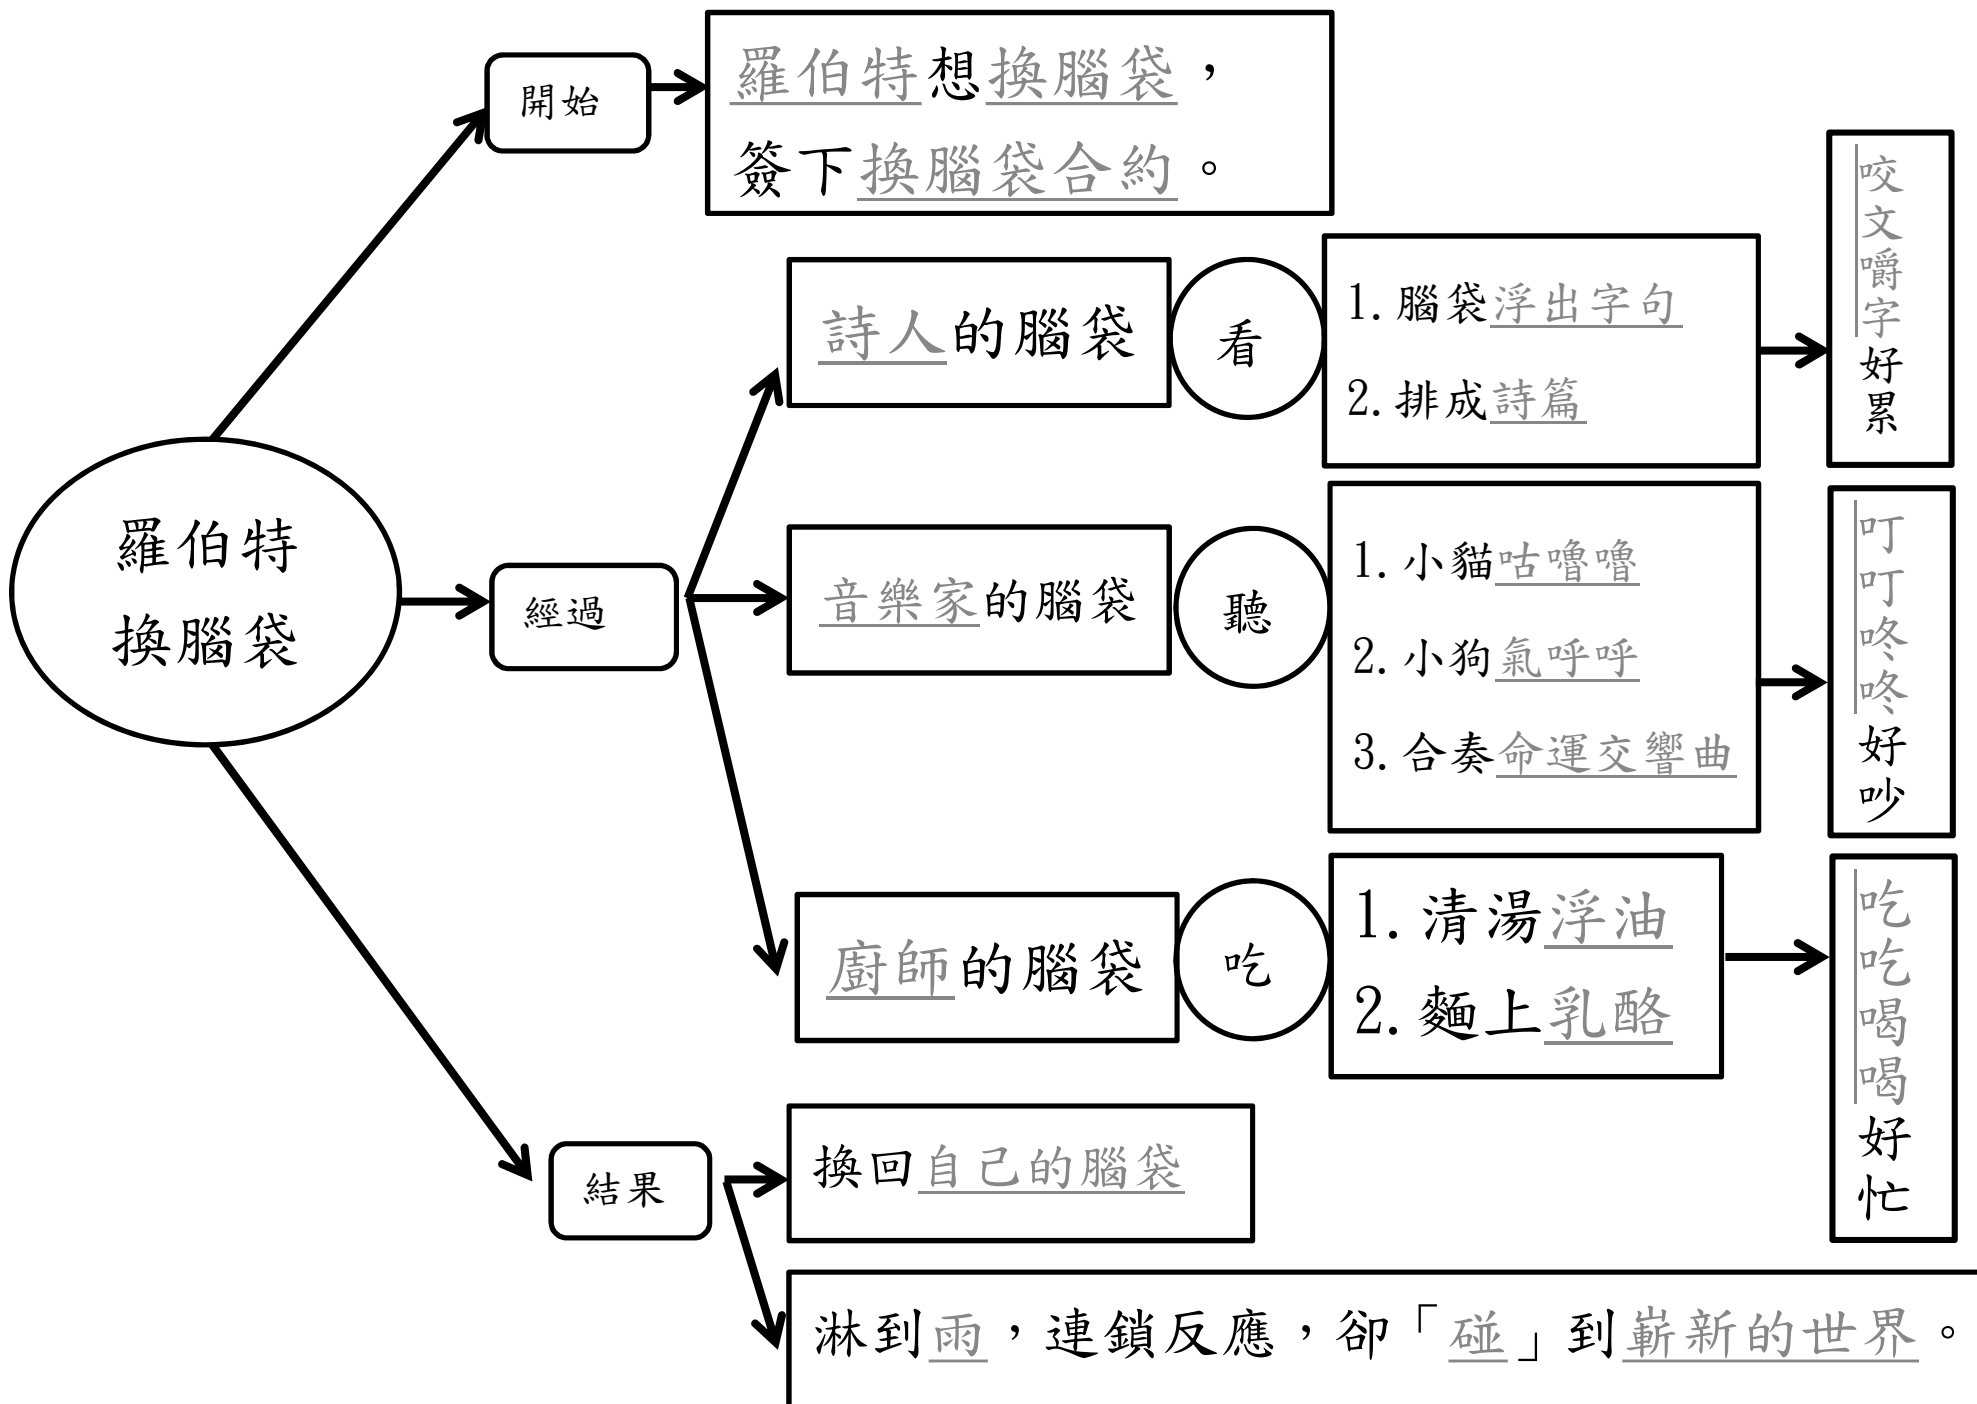 羅伯特
換腦袋
開始
羅伯特想換腦袋，
簽下換腦袋合約。
經過
詩人的腦袋
看
1.腦袋浮出字句
2.排成詩篇
咬文嚼字好累
音樂家的腦袋
聽
1.小貓咕嚕嚕
2.小狗氣呼呼
3.合奏命運交響曲
叮叮咚咚好吵
廚師的腦袋
吃
1.清湯浮油
2.麵上乳酪
吃吃喝喝好忙
結果
換回自己的腦袋
淋到雨，連鎖反應，卻「碰」到嶄新的世界。